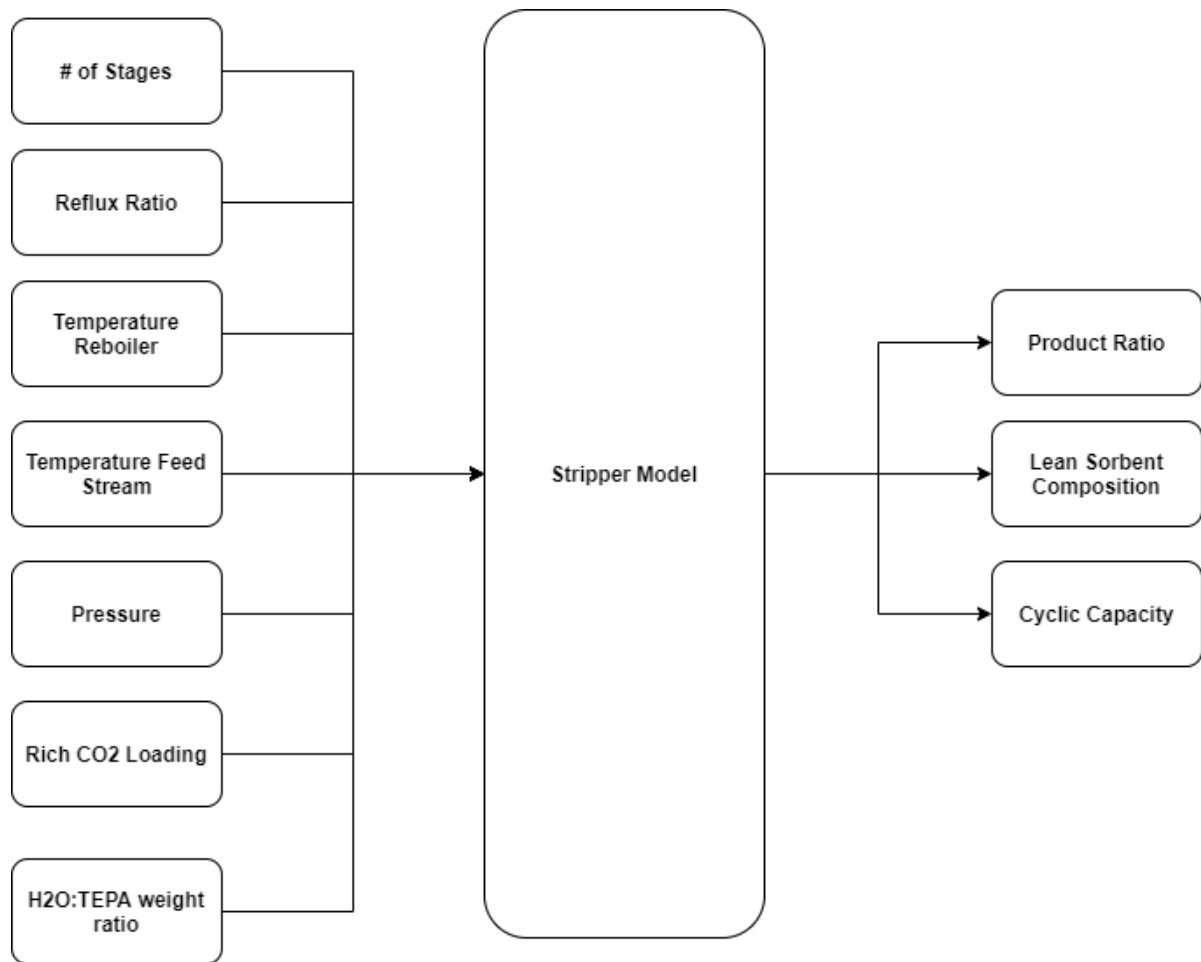 # of Stages
Reflux Ratio
Temperature
Reboiler
Temperature Feed
Stream
Pressure
Rich CO2 Loading
H2O:TEPA weight
ratio
Stripper Model
Product Ratio
Lean Sorbent
Composition
Cyclic Capacity